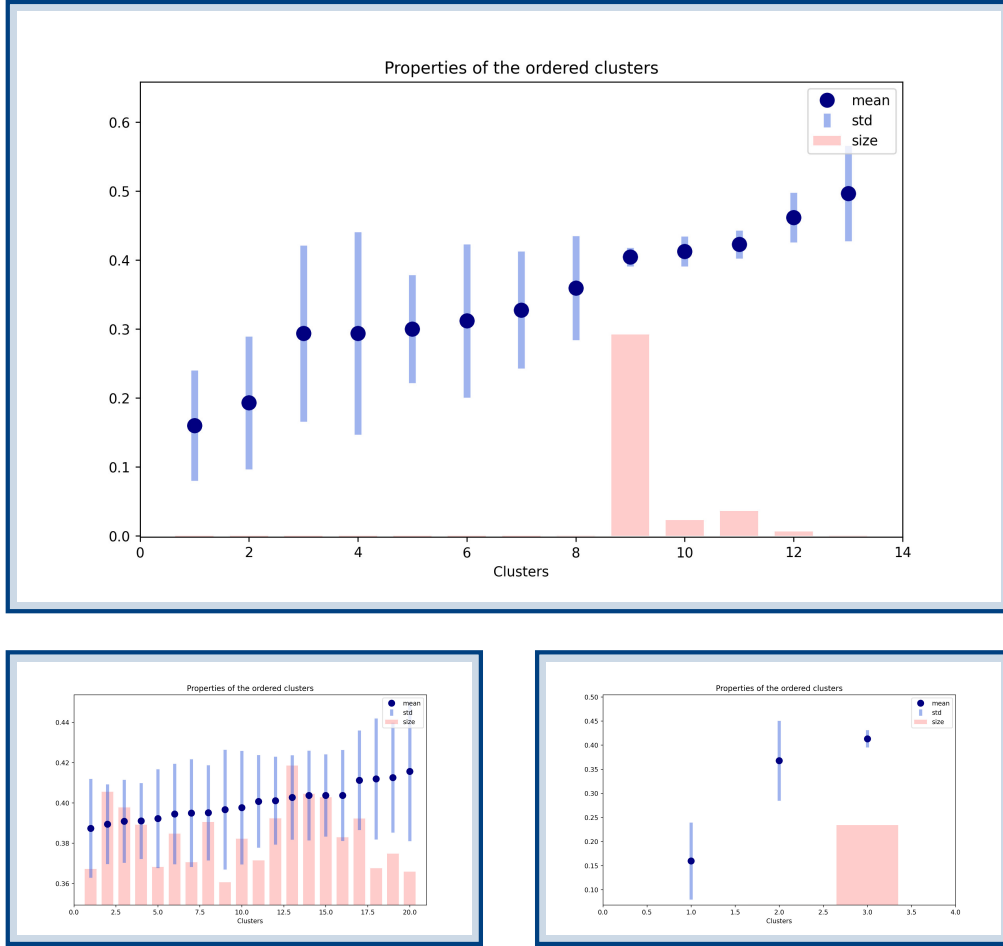 Properties of the ordered clusters
mean
std
size
0.6
0.5
0.4
0.3
0.2
0.1
0.0
0 2 4 6 8 10 12 14
Clusters
Properties of the ordered clusters
mean
std
size
0.44
0.42
0.40
0.38
0.36
0.0 2.5 5.0 7.5 10.0 12.5 15.0 17.5 20.0
Clusters
Properties of the ordered clusters
mean
std
size
0.50
0.45
0.40
0.35
0.30
0.25
0.20
0.15
0.10
0.0 0.5 1.0 1.5 2.0 2.5 3.0 3.5 4.0
Clusters